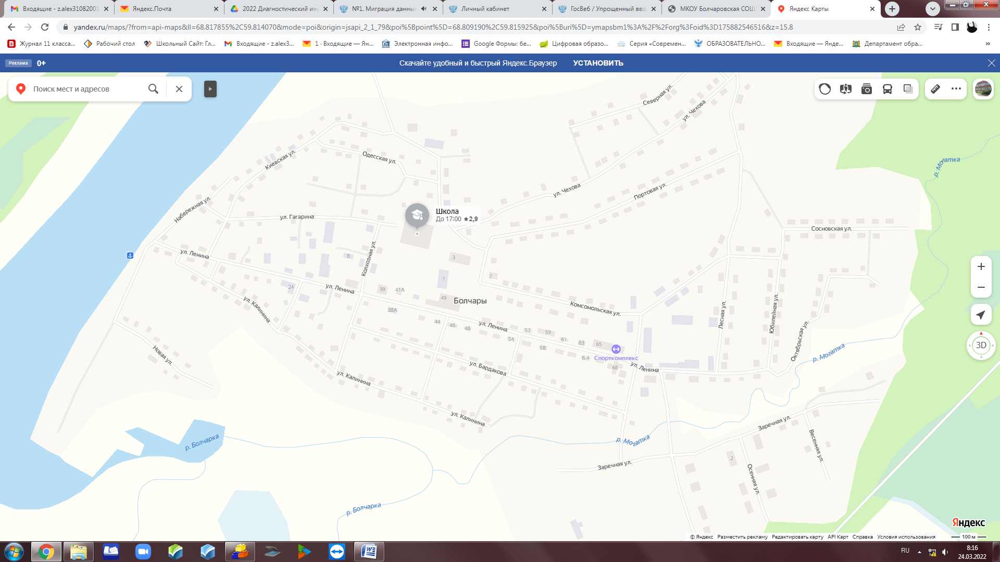 Входящие - z.alex31082001
Яндекс.Почта
2022 Диагностический инс
№1. Миграция данных
Личный кабинет
ГосВеб / Упрощенный вво
МКОУ Болчаровская СОШ
Яндекс Карты
yandex.ru/maps/?from=api-maps&ll=68.817855%2C59.814070&mode=poi&origin=jsapi_2_1_79&poi%5Bpoint%5D=68.809190%2C59.815925&poi%5Buri%5D=ymapsbm1%3A%2F%2Forg%3Foid%3D175882546516&z=15.8
Журнал 11 класса...
Рабочий стол
Школьный Сайт: Гл...
Входящие - z.alex3...
1 · Входящие — Ян...
Электронная инфо...
Google Формы: бе...
Цифровая образо...
Серия «Современ...
ОБРАЗОВАТЕЛЬНО...
Входящие — Янде...
Департамент обра...
»
Реклама
0+
Скачайте удобный и быстрый Яндекс.Браузер
УСТАНОВИТЬ
Поиск мест и адресов
Северная ул.
ул. Чехова
Киевская ул.
Одесская ул.
р. Могатка
ул. Чехова
Портовая ул.
Набережная ул.
ул. Гагарина
Школа
До 17:00 ★2,9
Сосновская ул.
ул. Ленина
Колхозная ул.
8
3
7
1
24
ул. Ленина
39
41А
49
Болчары
38А
ул. Калинина
Комсомольская ул.
Лесная ул.
Юбилейная ул.
Октябрьская ул.
44
46
48
ул. Ленина
54
57
59
58
61
63
65
6,4
Спорткомплекс
68
ул. Ленина
р. Могатка
Новая ул.
ул. Бардакова
ул. Калинина
ул. Калинина
р. Болчарка
р. Могатка
Заречная ул.
Весенняя ул.
Заречная ул.
2
Осенняя ул.
р. Болчарка
3D
Яндекс
© Яндекс
Разместить рекламу
Редактировать карту
API Карт
Справка
Условия использования
100 м
RU
8:16
24.03.2022